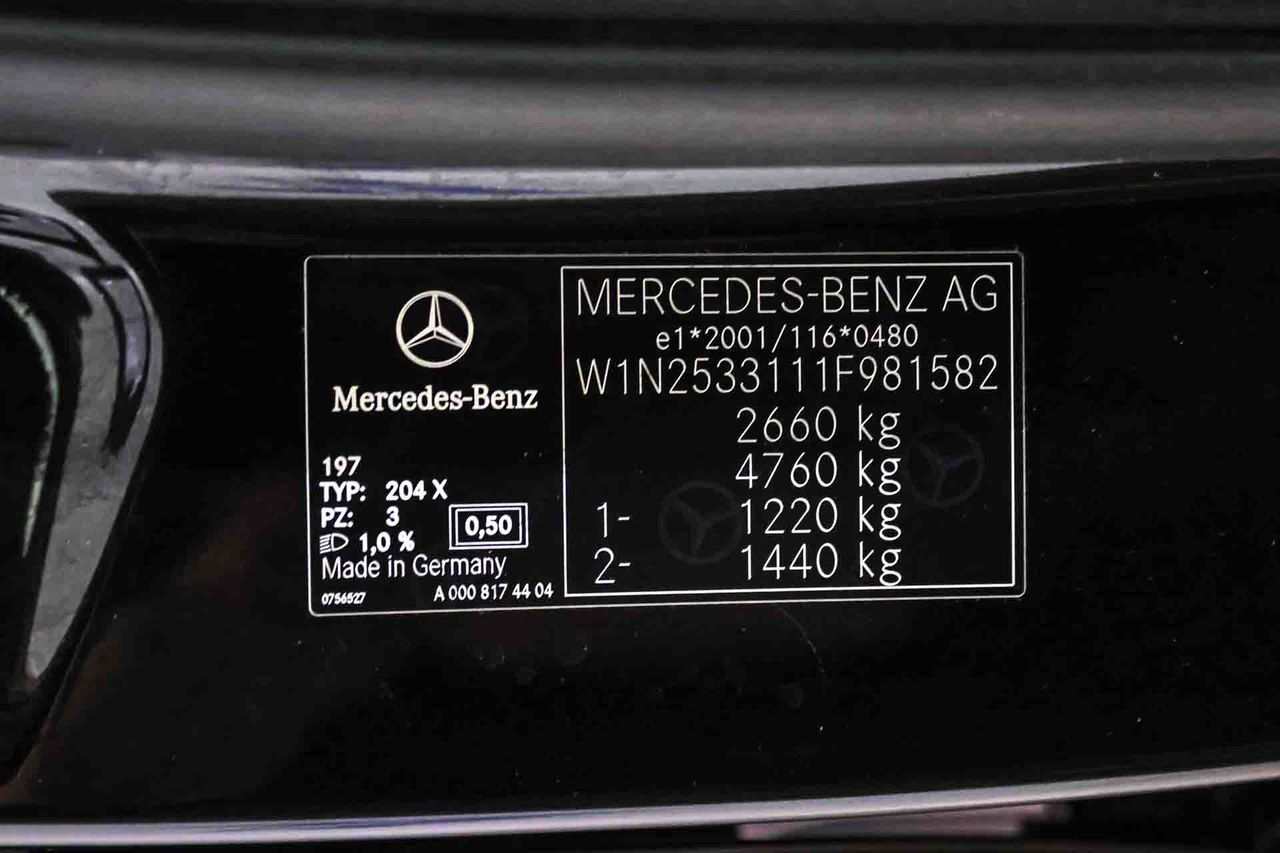 Mercedes-Benz
197
TYP: 204 X
PZ: 3
1,0 %
0,50
Made in Germany
0756527
A 000 817 44 04
MERCEDES-BENZ AG
e1*2001/116*0480
W1N2533111F981582
2660 kg
4760 kg
1- 1220 kg
2- 1440 kg